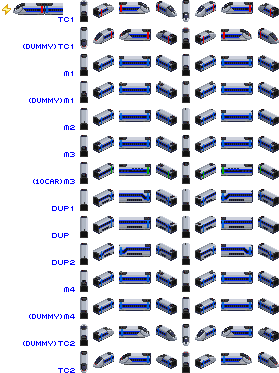 TC1
(DUMMY)TC1
M1
(DUMMY)M1
M2
M3
(10CAR)M3
DUP1
DUP
DUP2
M4
(DUMMY)M4
(DUMMY)TC2
TC2